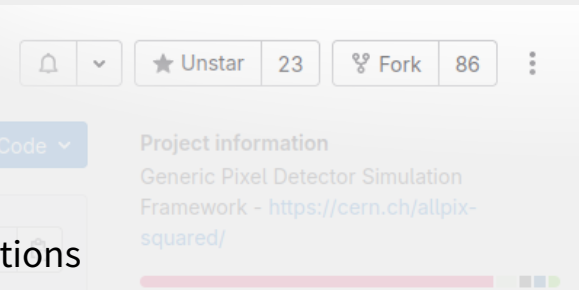 Unstar 23 Fork 86
Code
Project information
Generic Pixel Detector Simulation
Framework - https://cern.ch/allpix-
squared/
tions